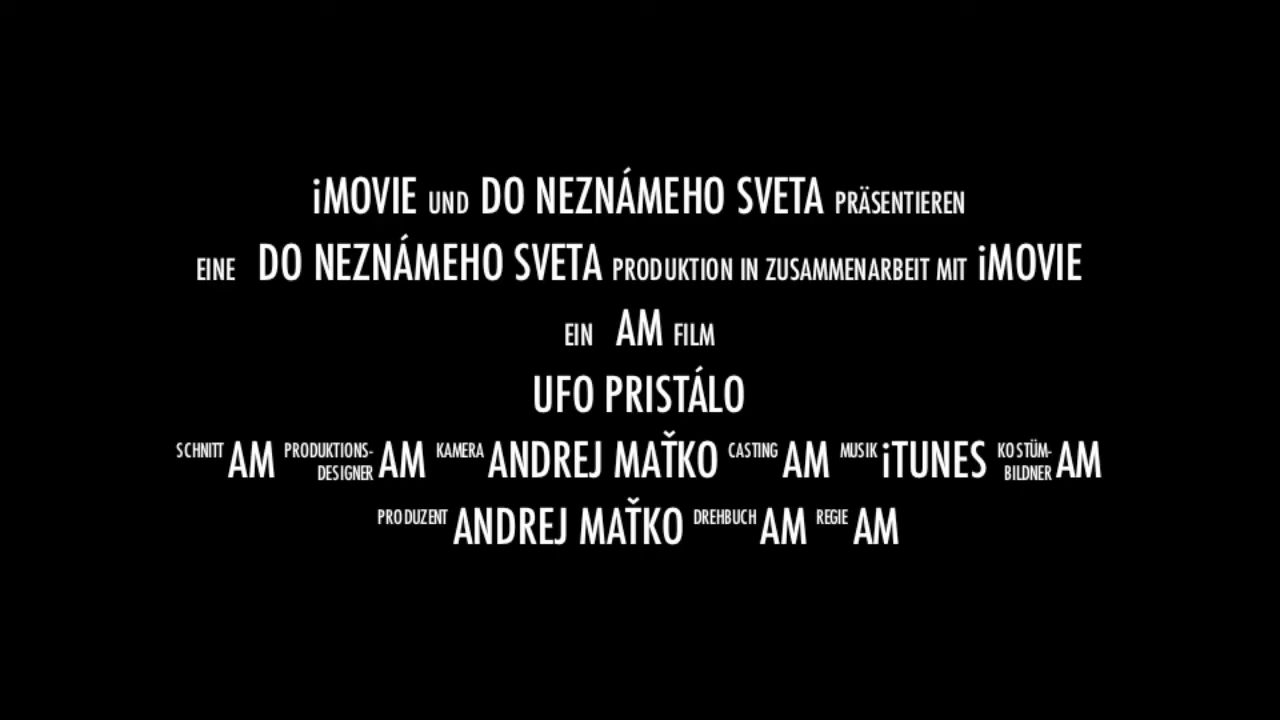 iMOVIE UND DO NEZNÁMEHO SVETA PRÄSENTIEREN
EINE DO NEZNÁMEHO SVETA PRODUKTION IN ZUSAMMENARBEIT MIT iMOVIE
EIN AM FILM
UFO PRISTÁLO
SCHNITT AM PRODUKTIONS-DESIGNER AM KAMERA ANDREJ MAŤKO CASTING AM MUSIK iTUNES KOSTÜM-BILDNER AM
PRODUZENT ANDREJ MAŤKO DREHBUCH AM REGIE AM